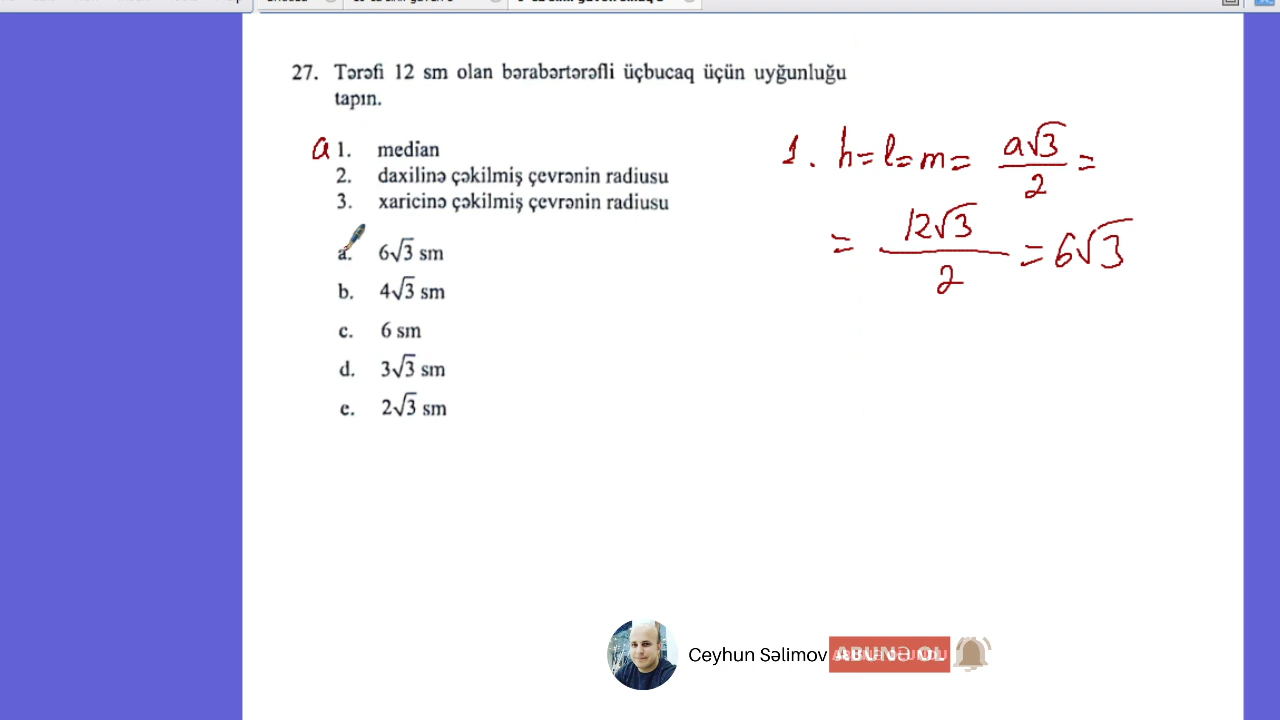 27. Tərəfi 12 sm olan bərabərtərəfli üçbucaq üçün uyğunluğu
tapın.
a 1. median
2. daxilinə çəkilmiş çevrənin radiusu
3. xaricinə çəkilmiş çevrənin radiusu
a. 6√3 sm
b. 4√3 sm
c. 6 sm
d. 3√3 sm
e. 2√3 sm
1. h=l=m= a√3/2 =
= 12√3/2 = 6√3
Ceyhun Səlimov
ABUNƏ OL